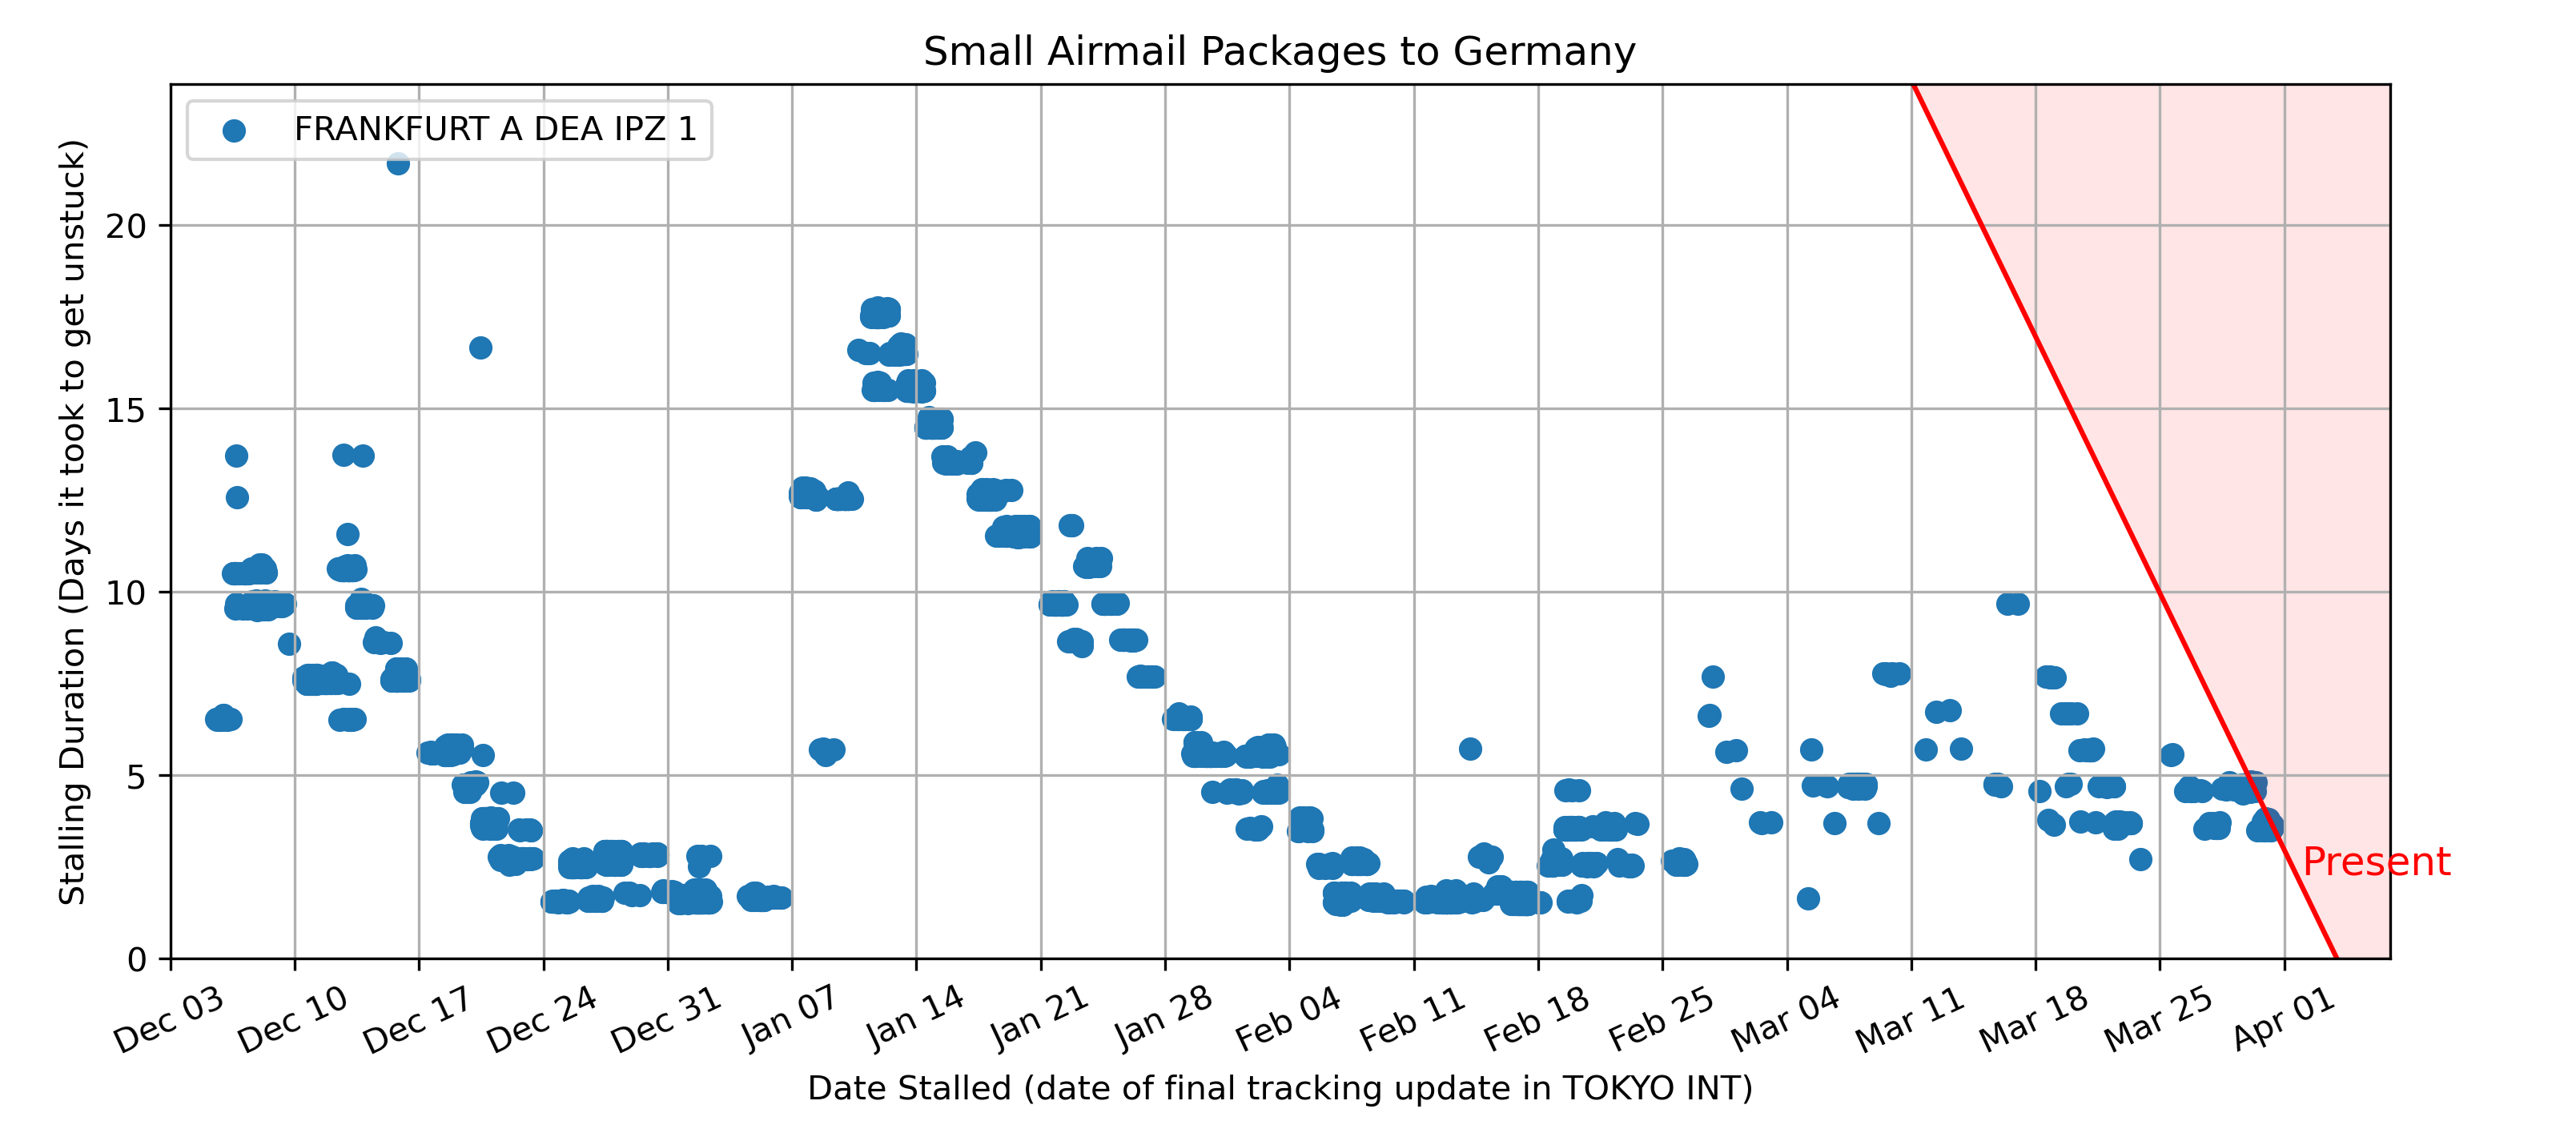 Small Airmail Packages to Germany
FRANKFURT A DEA IPZ 1
Stalling Duration (Days it took to get unstuck)
20
15
10
5
0
Present
Dec 03
Dec 10
Dec 17
Dec 24
Dec 31
Jan 07
Jan 14
Jan 21
Jan 28
Feb 04
Feb 11
Feb 18
Feb 25
Mar 04
Mar 11
Mar 18
Mar 25
Apr 01
Date Stalled (date of final tracking update in TOKYO INT)